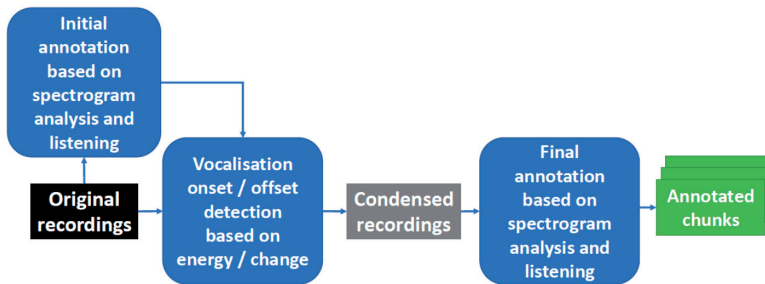 Initial
annotation
based on
spectrogram
analysis and
listening
Original
recordings
Vocalisation
onset / offset
detection
based on
energy / change
Condensed
recordings
Final
annotation
based on
spectrogram
analysis and
listening
Annotated
chunks